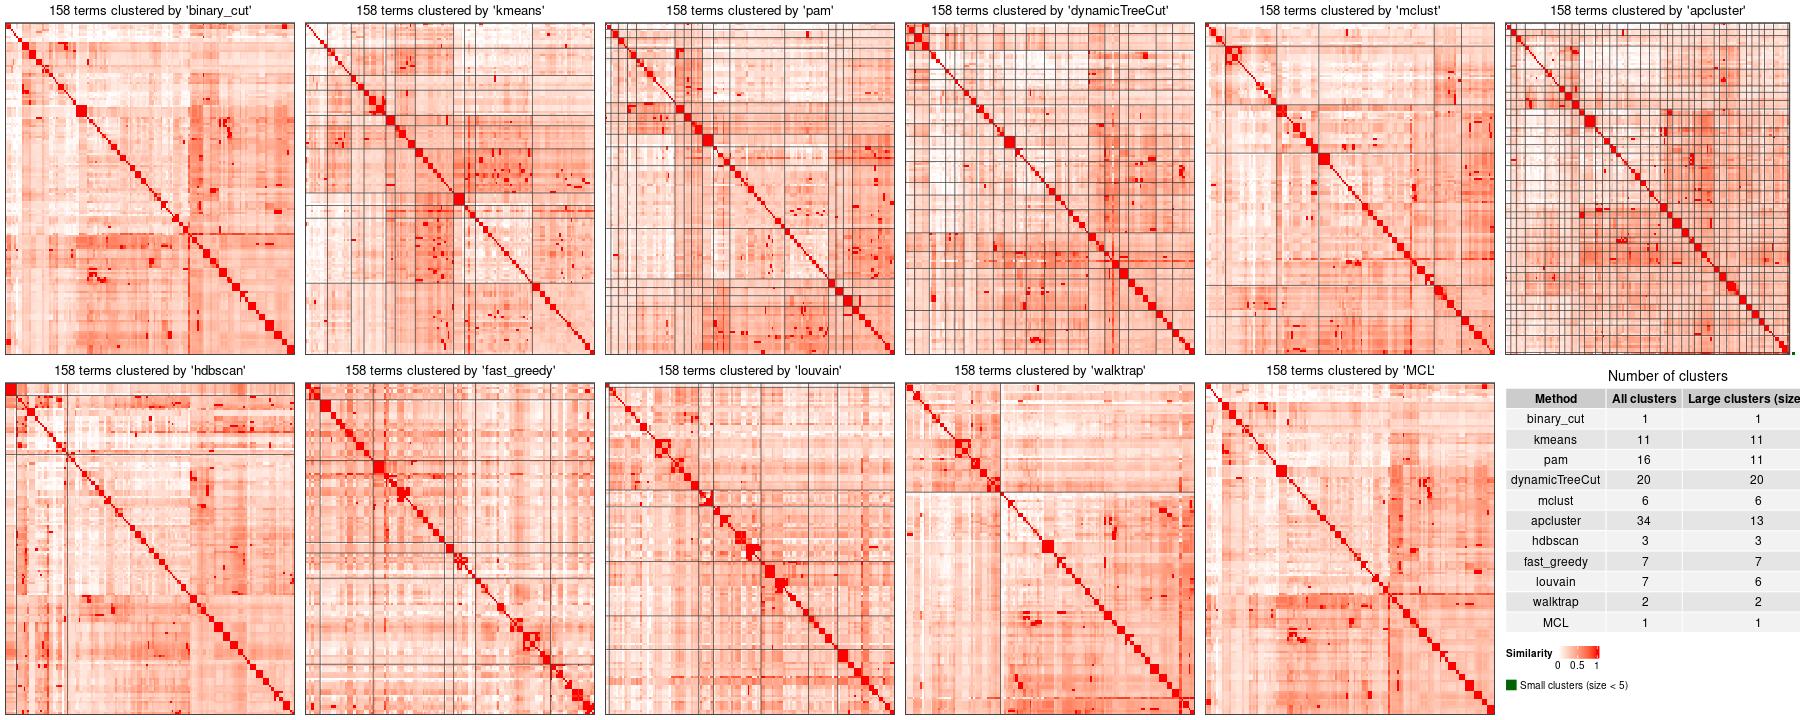 158 terms clustered by 'binary_cut'
158 terms clustered by 'kmeans'
158 terms clustered by 'pam'
158 terms clustered by 'dynamicTreeCut'
158 terms clustered by 'mclust'
158 terms clustered by 'apcluster'
158 terms clustered by 'hdbscan'
158 terms clustered by 'fast_greedy'
158 terms clustered by 'louvain'
158 terms clustered by 'walktrap'
158 terms clustered by 'MCL'
Number of clusters
Method All clusters Large clusters (size
binary_cut 1 1
kmeans 11 11
pam 16 11
dynamicTreeCut 20 20
mclust 6 6
apcluster 34 13
hdbscan 3 3
fast_greedy 7 7
louvain 7 6
walktrap 2 2
MCL 1 1
Similarity
0 0.5 1
Small clusters (size < 5)